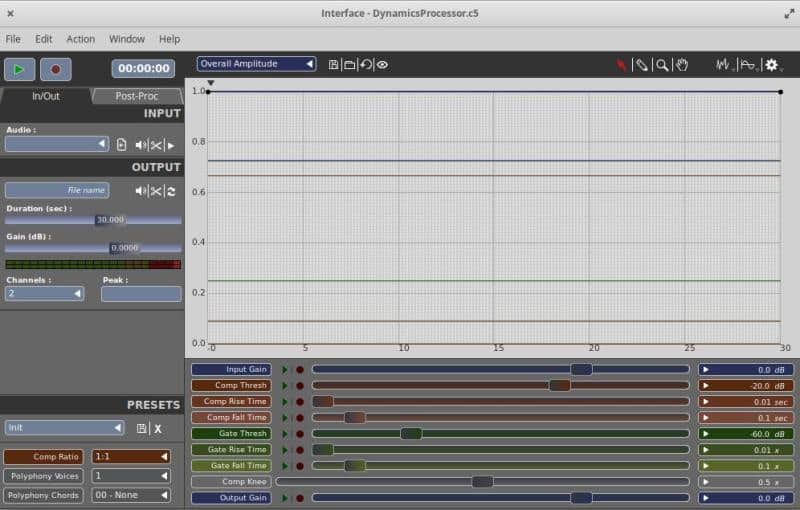 Interface - DynamicsProcessor.c5
File Edit Action Window Help
00:00:00
Overall Amplitude
In/Out Post-Proc
INPUT
Audio :
OUTPUT
File name
Duration (sec) :
30.000
Gain (dB) :
0.0000
Channels : Peak :
2
PRESETS
Init
X
Comp Ratio 1:1
Polyphony Voices 1
Polyphony Chords 00 - None
1.0
0.8
0.6
0.4
0.2
0.0
0 5 10 15 20 25 30
Input Gain 0.0 dB
Comp Thresh -20.0 dB
Comp Rise Time 0.01 sec
Comp Fall Time 0.1 sec
Gate Thresh -60.0 dB
Gate Rise Time 0.01 x
Gate Fall Time 0.1 x
Comp Knee 0.5 x
Output Gain 0.0 dB